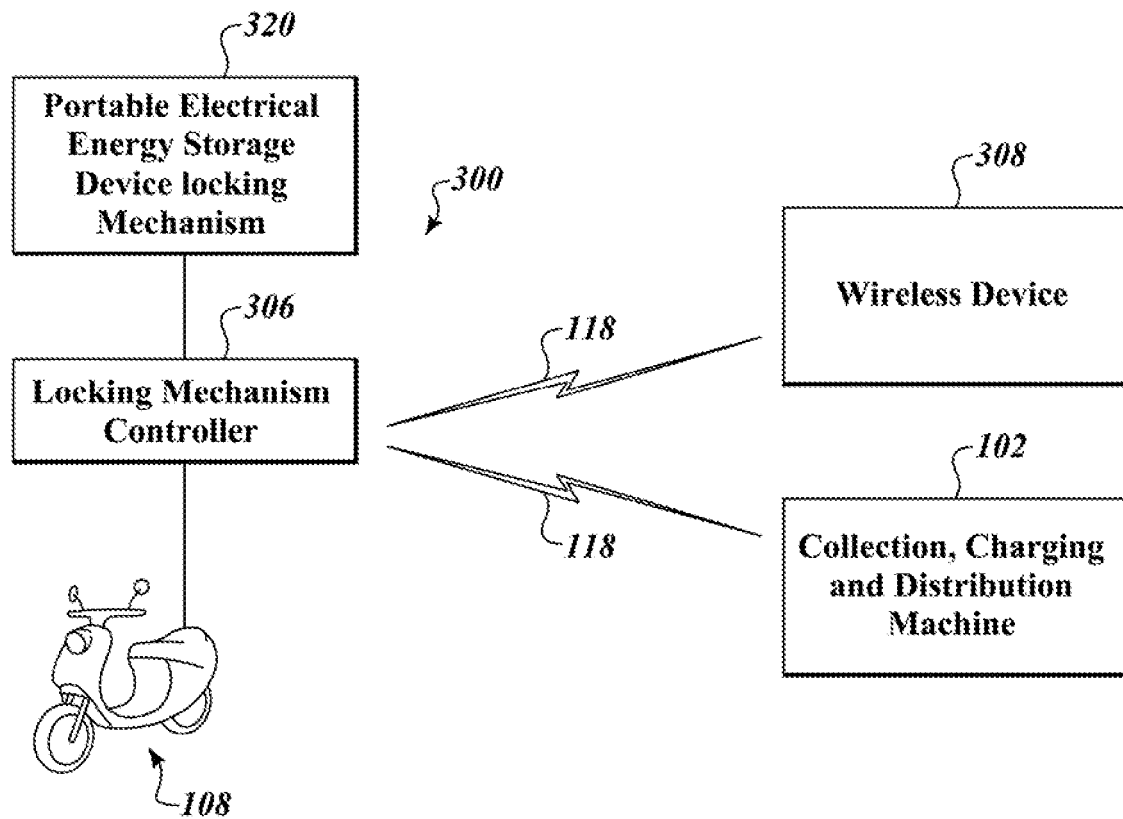 320
Portable Electrical
Energy Storage
Device locking
Mechanism
300
308
Wireless Device
306
118
Locking Mechanism
Controller
102
118
Collection, Charging
and Distribution
Machine
108